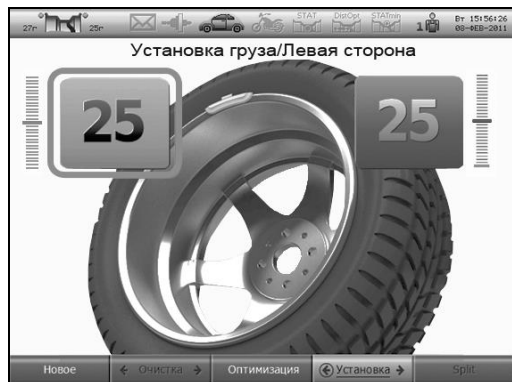 27г 25г STAT DistOpt STATmin 1 Вт 15:56:26
08-ФЕВ-2011
Установка груза/Левая сторона
25 25
Новое Очистка Оптимизация Установка Split